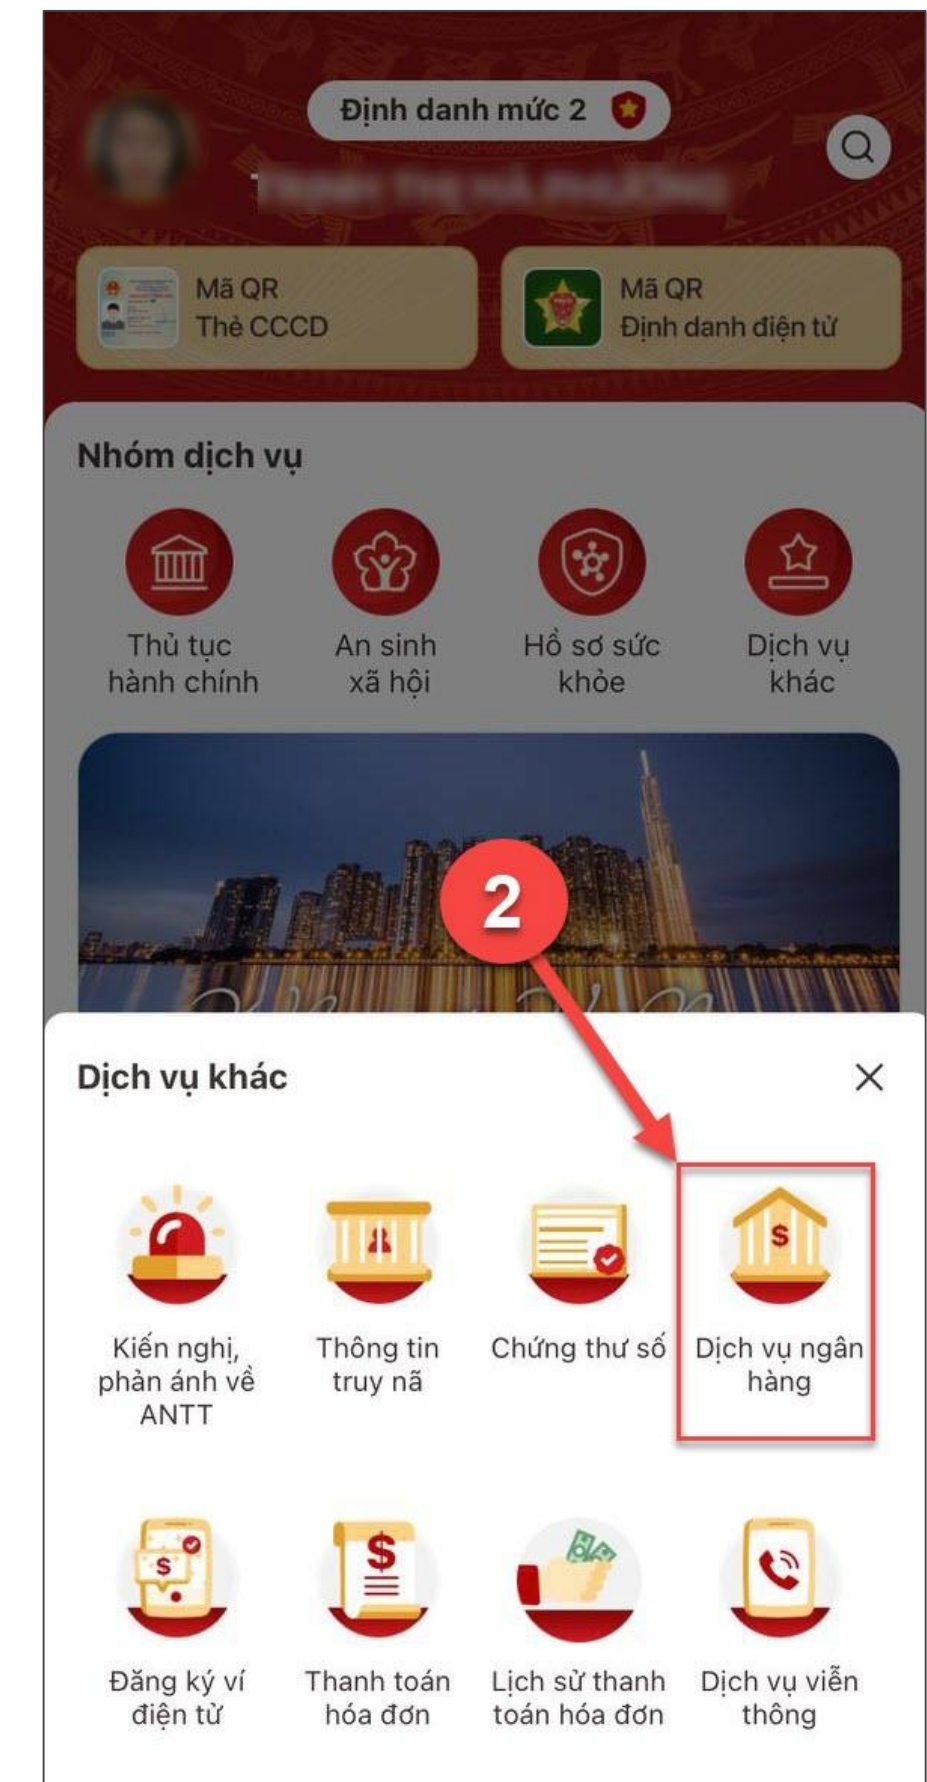 Định danh mức 2
Mã QR
Thẻ CCCD
Mã QR
Định danh điện tử
Nhóm dịch vụ
Thủ tục
hành chính
An sinh
xã hội
Hồ sơ sức
khỏe
Dịch vụ
khác
2
Dịch vụ khác
Kiến nghị,
phản ánh về
ANTT
Thông tin
truy nã
Chứng thư số
Dịch vụ ngân
hàng
Đăng ký ví
điện tử
Thanh toán
hóa đơn
Lịch sử thanh
toán hóa đơn
Dịch vụ viễn
thông